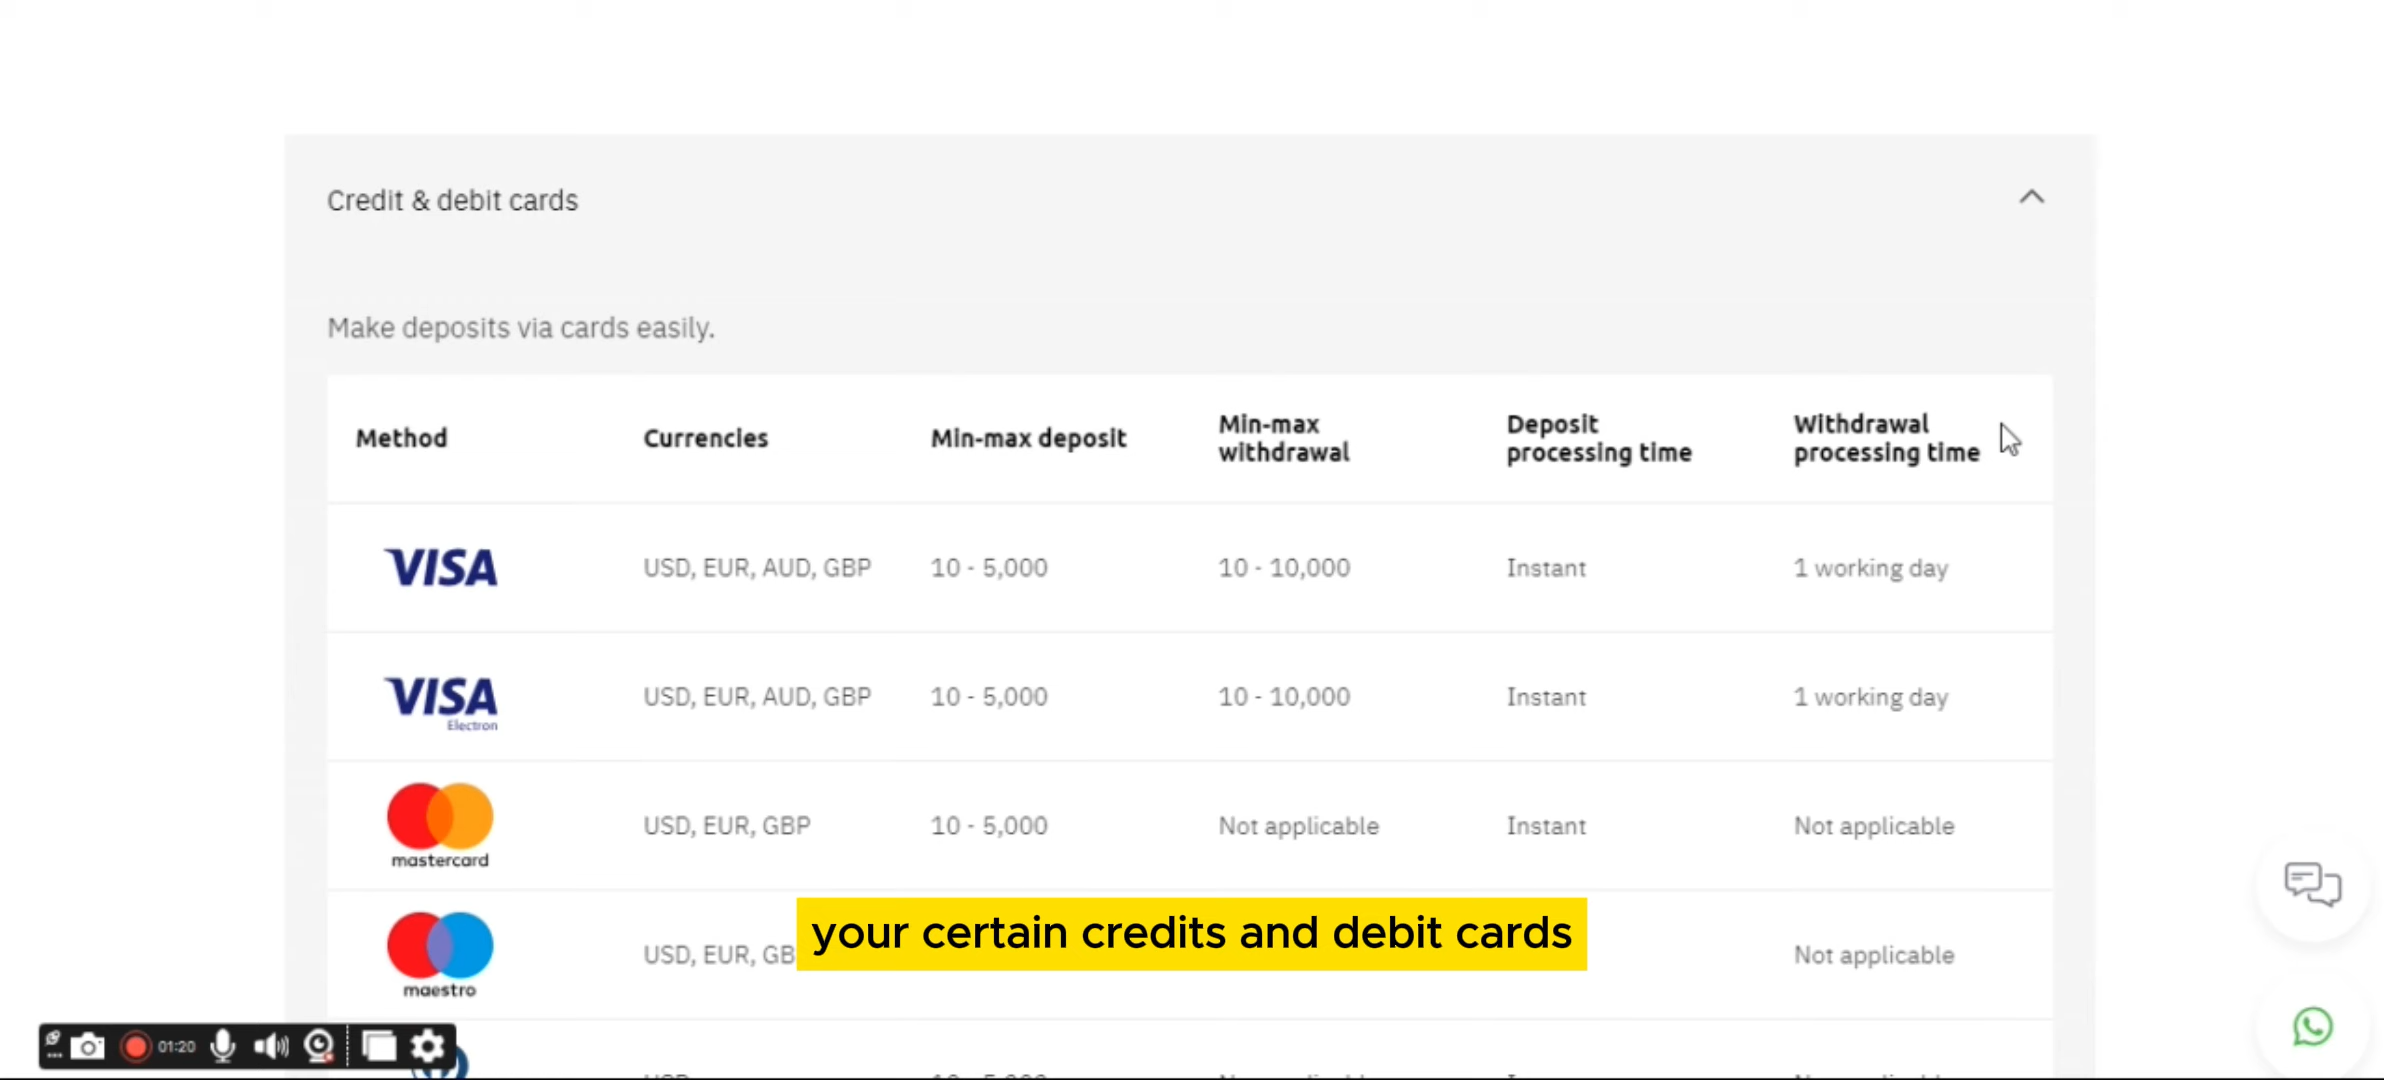 Credit & debit cards
Make deposits via cards easily.
Method Currencies Min-max deposit Min-max withdrawal Deposit processing time Withdrawal processing time
VISA USD, EUR, AUD, GBP 10 - 5,000 10 - 10,000 Instant 1 working day
VISA Electron USD, EUR, AUD, GBP 10 - 5,000 10 - 10,000 Instant 1 working day
mastercard USD, EUR, GBP 10 - 5,000 Not applicable Instant Not applicable
maestro USD, EUR, GB Not applicable
your certain credits and debit cards
01:20